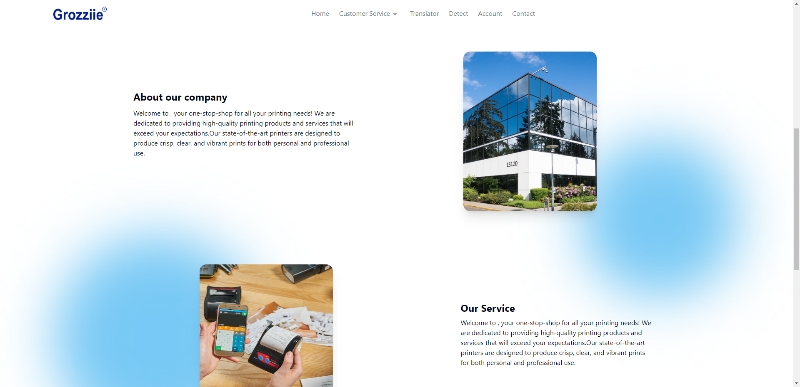 Grozziie®
Home Customer Service Translator Detect Account Contact
About our company
Welcome to . your one-stop-shop for all your printing needs! We are
dedicated to providing high-quality printing products and services that will
exceed your expectations.Our state-of-the-art printers are designed to
produce crisp, clear, and vibrant prints for both personal and professional
use.
15120
Our Service
Welcome to . your one-stop-shop for all your printing needs! We
are dedicated to providing high-quality printing products and
services that will exceed your expectations.Our state-of-the-art
printers are designed to produce crisp, clear, and vibrant prints
for both personal and professional use.